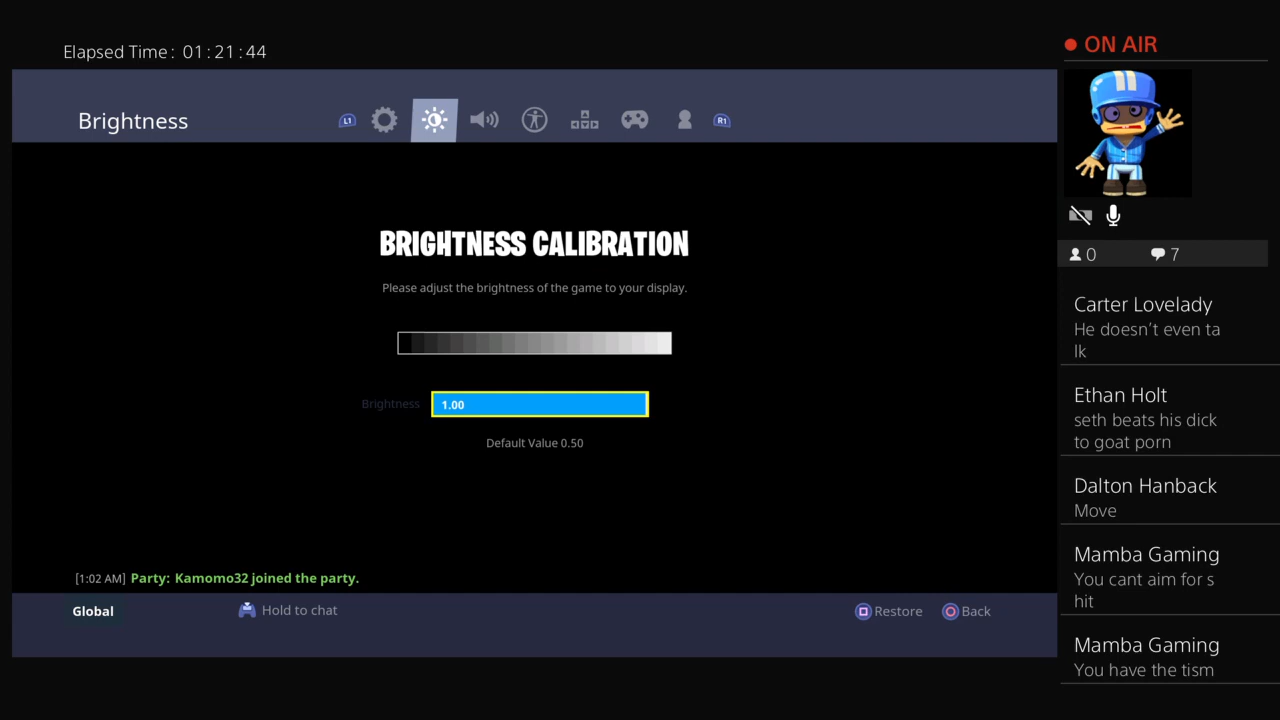 Elapsed Time: 01:21:44
ON AIR
Brightness
L1
R1
BRIGHTNESS CALIBRATION
Please adjust the brightness of the game to your display.
Brightness
1.00
Default Value 0.50
[1:02 AM] Party: Kamomo32 joined the party.
Global
Hold to chat
Restore
Back
0
7
Carter Lovelady
He doesn't even ta
lk
Ethan Holt
seth beats his dick
to goat porn
Dalton Hanback
Move
Mamba Gaming
You cant aim for s
hit
Mamba Gaming
You have the tism